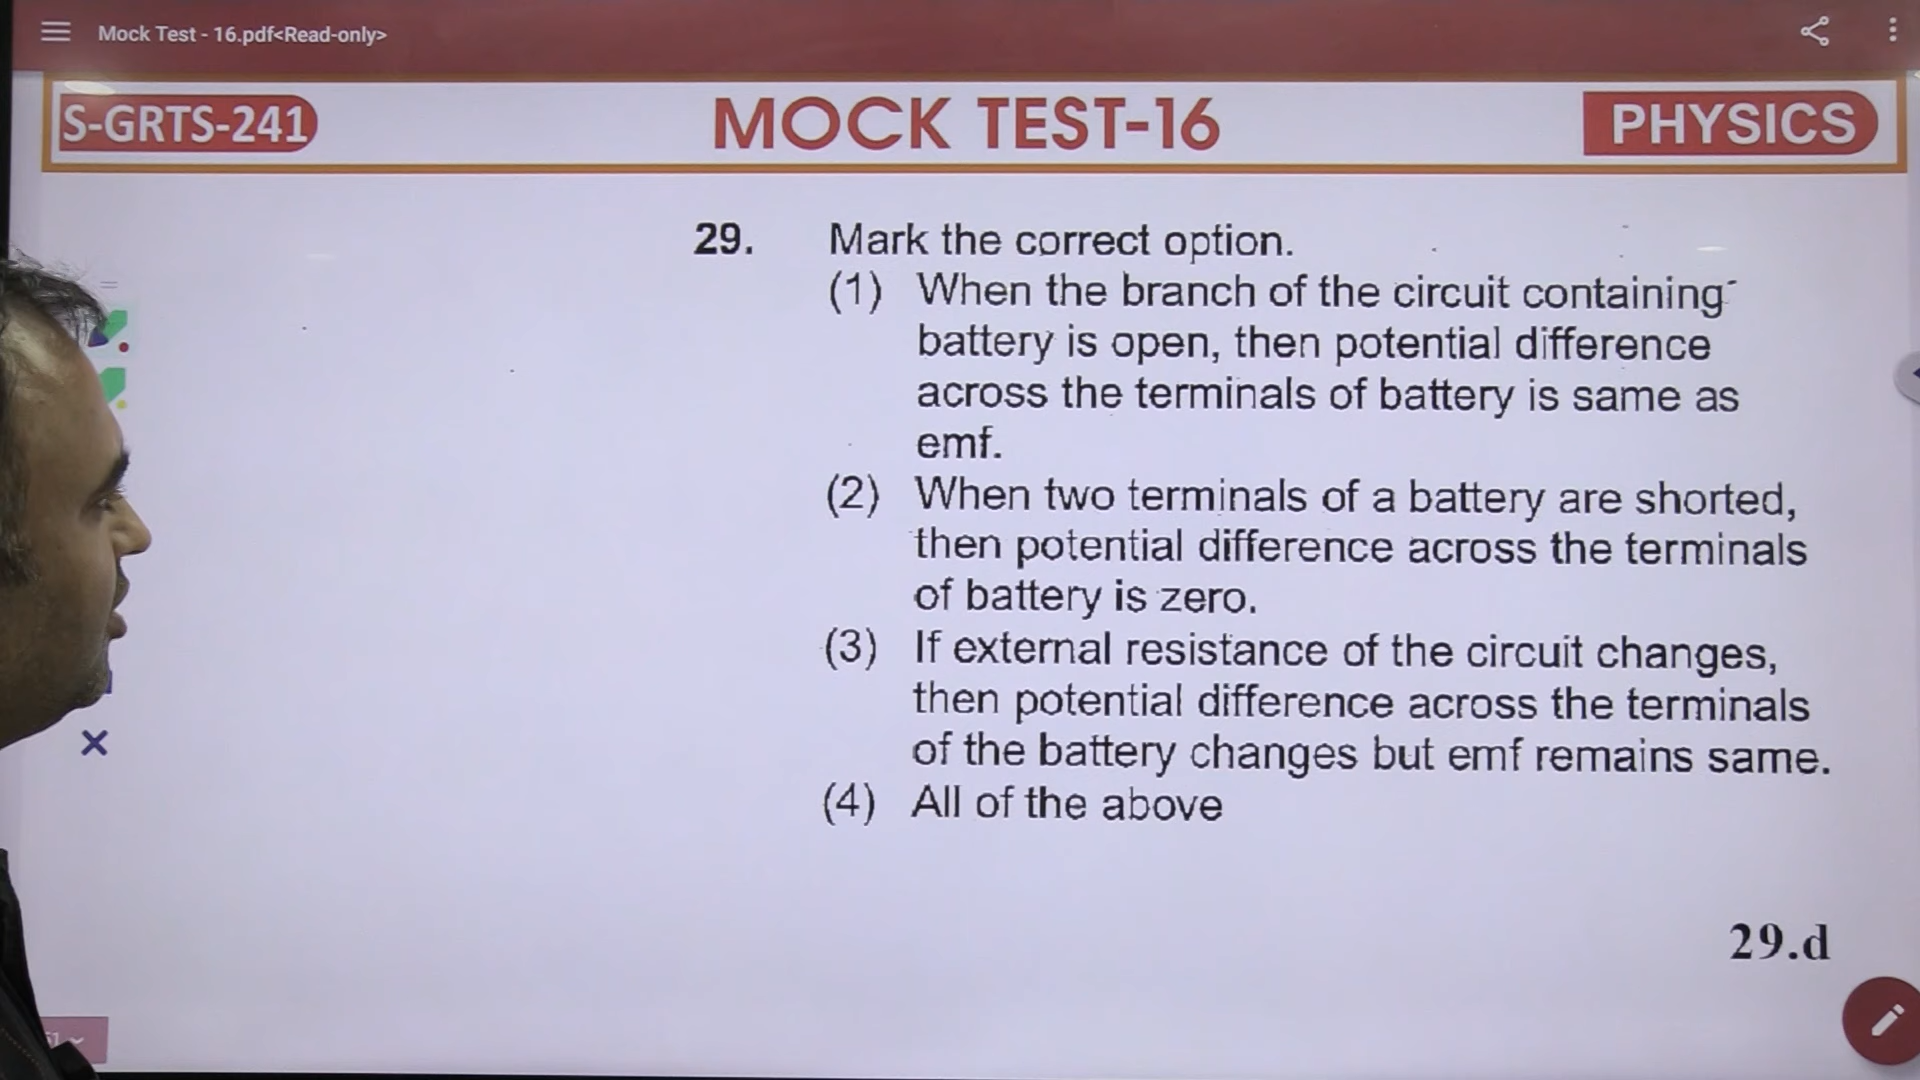 Mock Test - 16.pdf<Read-only>
S-GRTS-241
MOCK TEST-16
PHYSICS
29. Mark the correct option.
(1) When the branch of the circuit containing
battery is open, then potential difference
across the terminals of battery is same as
emf.
(2) When two terminals of a battery are shorted,
then potential difference across the terminals
of battery is zero.
(3) If external resistance of the circuit changes,
then potential difference across the terminals
of the battery changes but emf remains same.
(4) All of the above
29.d